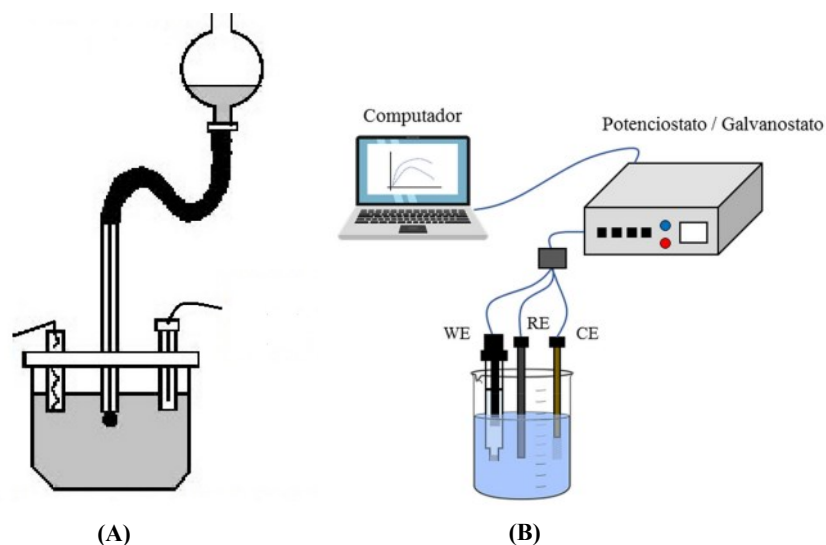 Computador
Potenciostato / Galvanostato
WE
RE
CE
(A)
(B)